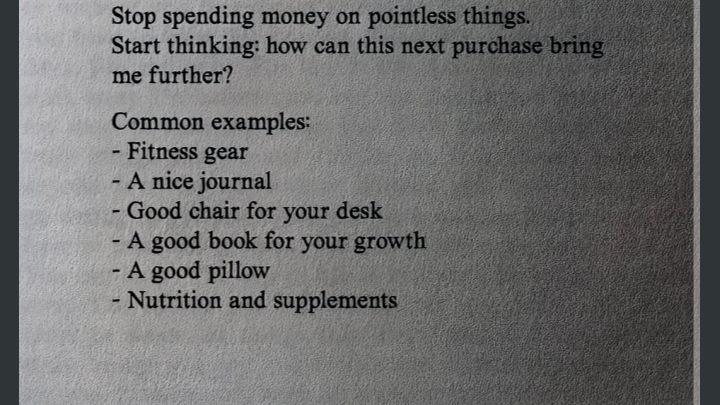 Stop spending money on pointless things.
Start thinking: how can this next purchase bring
me further?
Common examples:
- Fitness gear
- A nice journal
- Good chair for your desk
- A good book for your growth
- A good pillow
- Nutrition and supplements